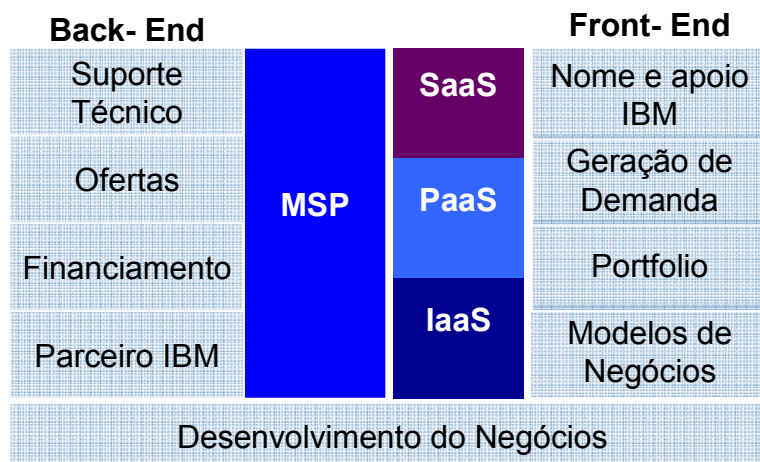 Back- End
Suporte
Técnico
Ofertas
Financiamento
Parceiro IBM
MSP
SaaS
PaaS
IaaS
Front- End
Nome e apoio
IBM
Geração de
Demanda
Portfolio
Modelos de
Negócios
Desenvolvimento do Negócios